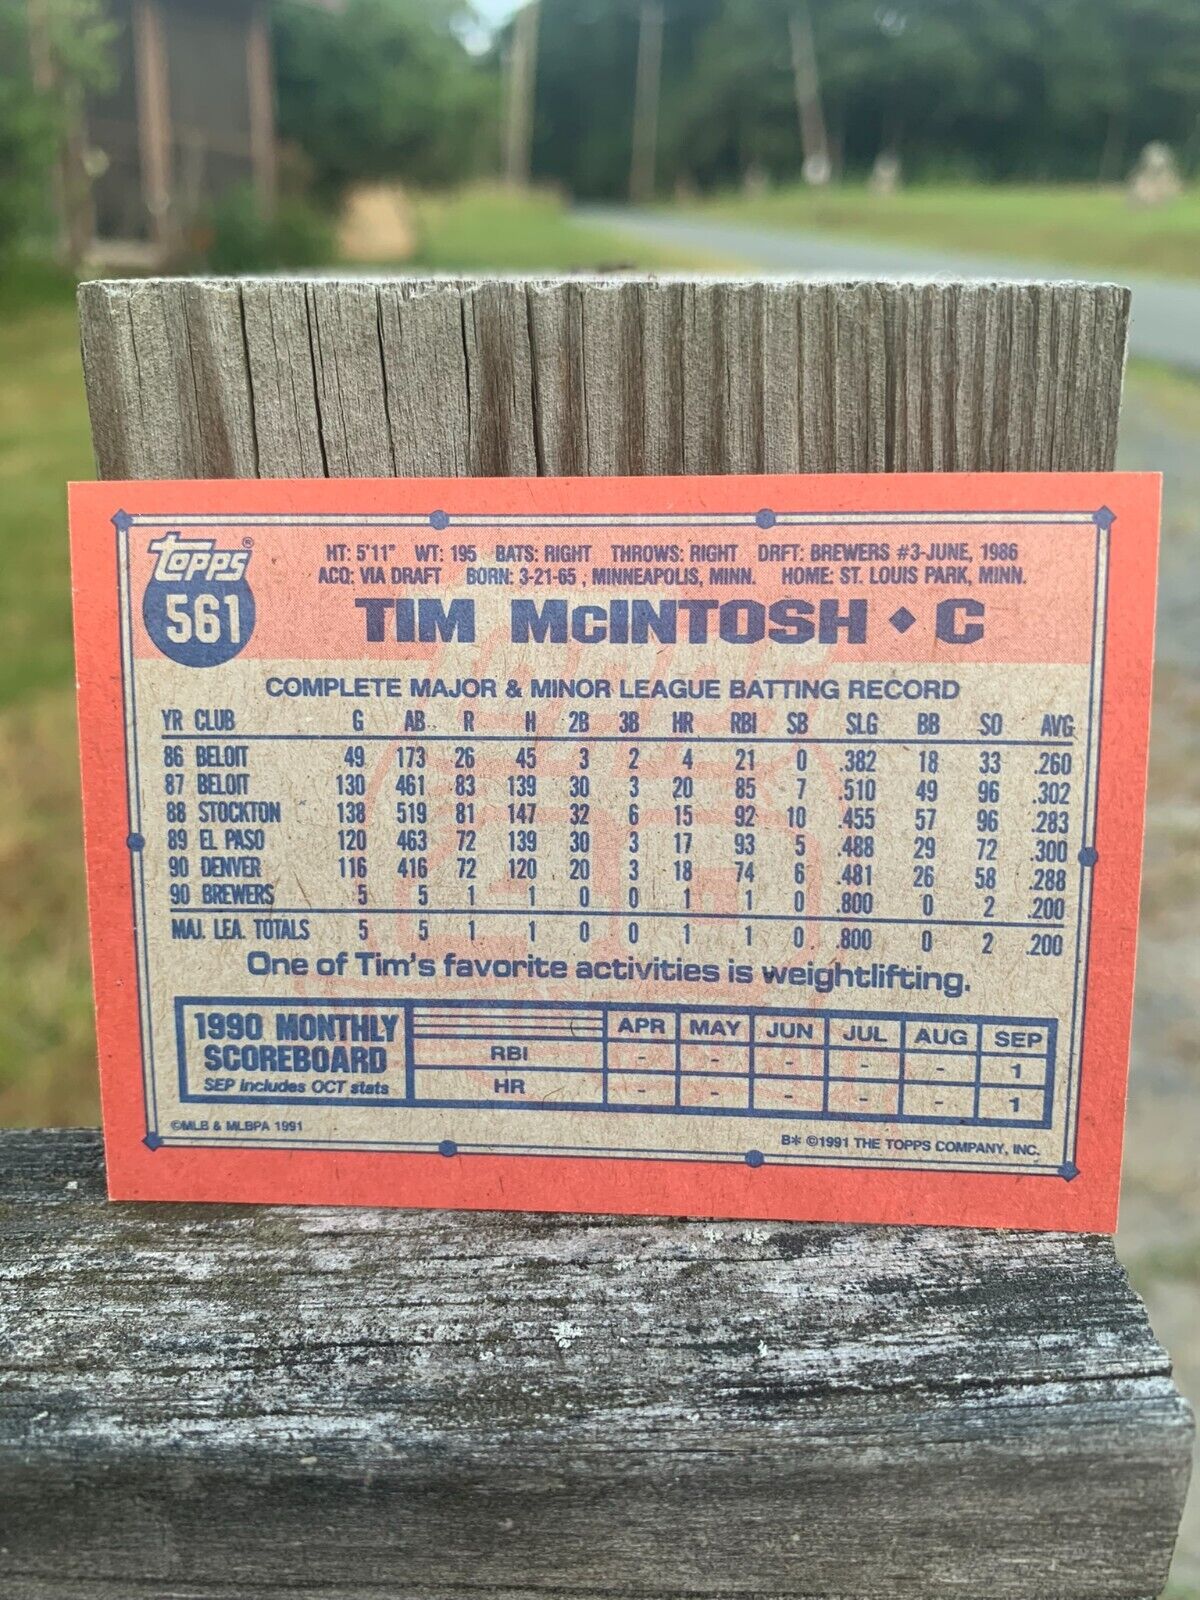 TOPPS®
561
HT: 5'11" WT: 195 BATS: RIGHT THROWS: RIGHT DRFT: BREWERS #3-JUNE, 1986
ACQ: VIA DRAFT BORN: 3-21-65 , MINNEAPOLIS, MINN. HOME: ST. LOUIS PARK, MINN.
TIM McINTOSH ♦ C
COMPLETE MAJOR & MINOR LEAGUE BATTING RECORD
YR CLUB G AB R H 2B 3B HR RBI SB SLG BB SO AVG
86 BELOIT 49 173 26 45 3 2 4 21 0 .382 18 33 .260
87 BELOIT 130 461 83 139 30 3 20 85 7 .510 49 96 .302
88 STOCKTON 138 519 81 147 32 6 15 92 10 .455 57 96 .283
89 EL PASO 120 463 72 139 30 3 17 93 5 .488 29 72 .300
90 DENVER 116 416 72 120 20 3 18 74 6 .481 26 58 .288
90 BREWERS 5 5 1 1 0 0 1 1 0 .800 0 2 .200
MAJ. LEA. TOTALS 5 5 1 1 0 0 1 1 0 .800 0 2 .200
One of Tim's favorite activities is weightlifting.
1990 MONTHLY SCOREBOARD
SEP includes OCT stats
APR MAY JUN JUL AUG SEP
RBI - - - - - 1
HR - - - - - 1
©MLB & MLBPA 1991
B* ©1991 THE TOPPS COMPANY, INC.